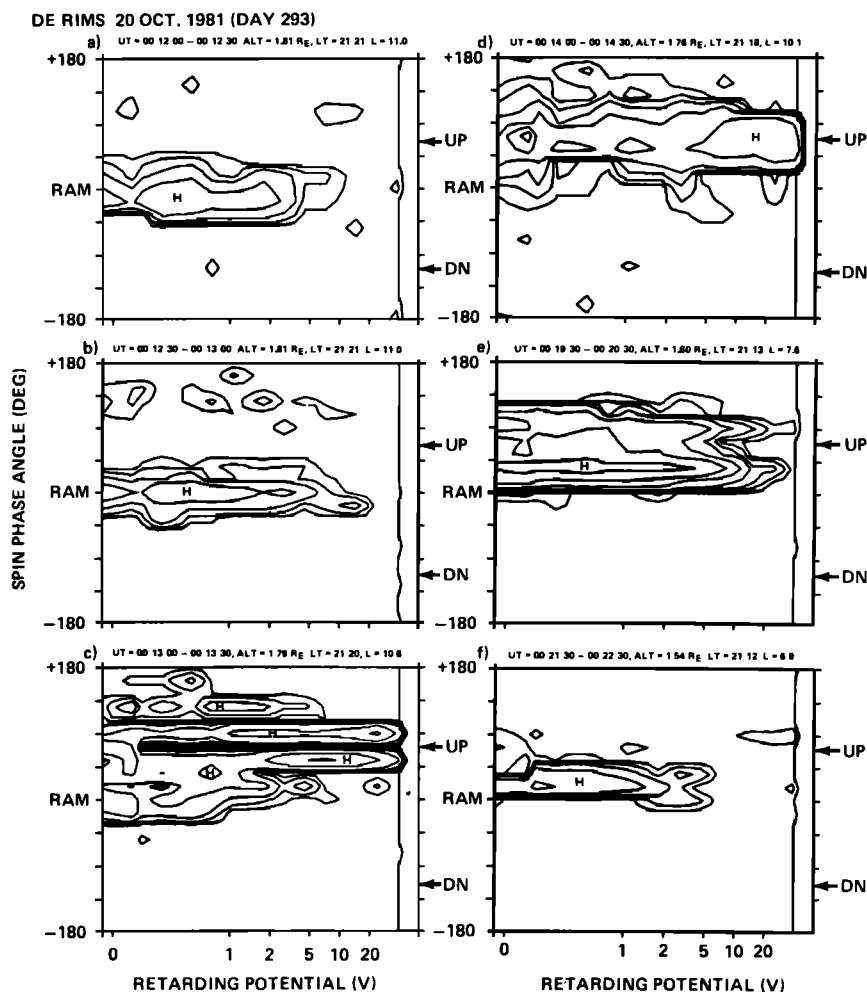 DE RIMS 20 OCT, 1981 (DAY 293)
a) UT = 00 12 00 – 00 12 30 ALT = 1.81 RE, LT = 21 21 L = 11.0
+180
RAM
–180
H
UP
DN
b) UT = 00 12 30 – 00 13 00 ALT = 1.81 RE, LT = 21 21 L = 11 0
+180
RAM
–180
H
UP
DN
c) UT = 00 13 00 – 00 13 30, ALT = 1 79 RE LT = 21 20, L = 10 6
+180
RAM
–180
H
H
H
H
UP
DN
0 1 2 5 10 20
RETARDING POTENTIAL (V)
SPIN PHASE ANGLE (DEG)
d) UT = 00 14 00 – 00 14 30, ALT = 1 76 RE, LT = 21 18, L = 10 1
+180
RAM
–180
H
UP
DN
e) UT = 00 19 30 – 00 20 30, ALT = 1.60 RE, LT = 21 13 L = 7.6
+180
RAM
–180
H
UP
DN
f) UT = 00 21 30 – 00 22 30, ALT = 1.54 RE, LT = 21 12 L = 6 9
+180
RAM
–180
H
UP
DN
0 1 2 5 10 20
RETARDING POTENTIAL (V)